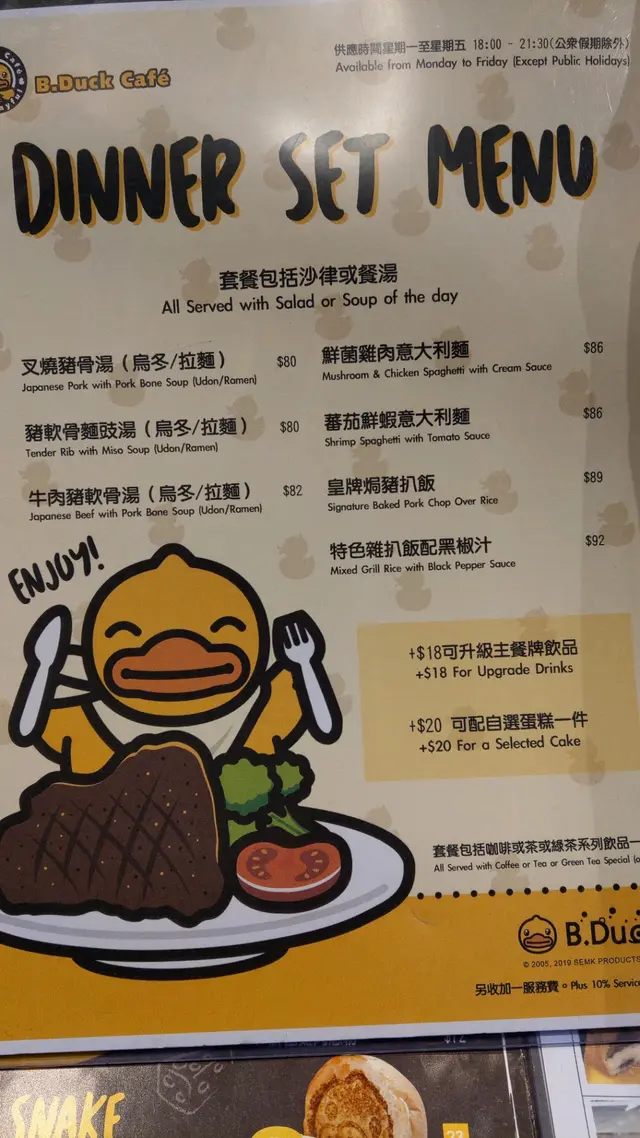 B.Duck Café
供應時間星期一至星期五 18:00 - 21:30(公衆假期除外)
Available from Monday to Friday (Except Public Holidays)
DINNER SET MENU
套餐包括沙律或餐湯
All Served with Salad or Soup of the day
叉燒豬骨湯（烏冬/拉麵） $80
Japanese Pork with Pork Bone Soup (Udon/Ramen)
豬軟骨麵豉湯（烏冬/拉麵） $80
Tender Rib with Miso Soup (Udon/Ramen)
牛肉豬軟骨湯（烏冬/拉麵） $82
Japanese Beef with Pork Bone Soup (Udon/Ramen)
鮮菌雞肉意大利麵 $86
Mushroom & Chicken Spaghetti with Cream Sauce
蕃茄鮮蝦意大利麵 $86
Shrimp Spaghetti with Tomato Sauce
皇牌焗豬扒飯 $89
Signature Baked Pork Chop Over Rice
特色雜扒飯配黑椒汁 $92
Mixed Grill Rice with Black Pepper Sauce
ENJOY!
+$18可升級主餐牌飲品
+$18 For Upgrade Drinks
+$20 可配自選蛋糕一件
+$20 For a Selected Cake
套餐包括咖啡或茶或綠茶系列飲品一
All Served with Coffee or Tea or Green Tea Special
B.Duc
© 2005, 2019 SEMK PRODUCTS
另收加一服務費。Plus 10% Servic
$12
SNAKE
23